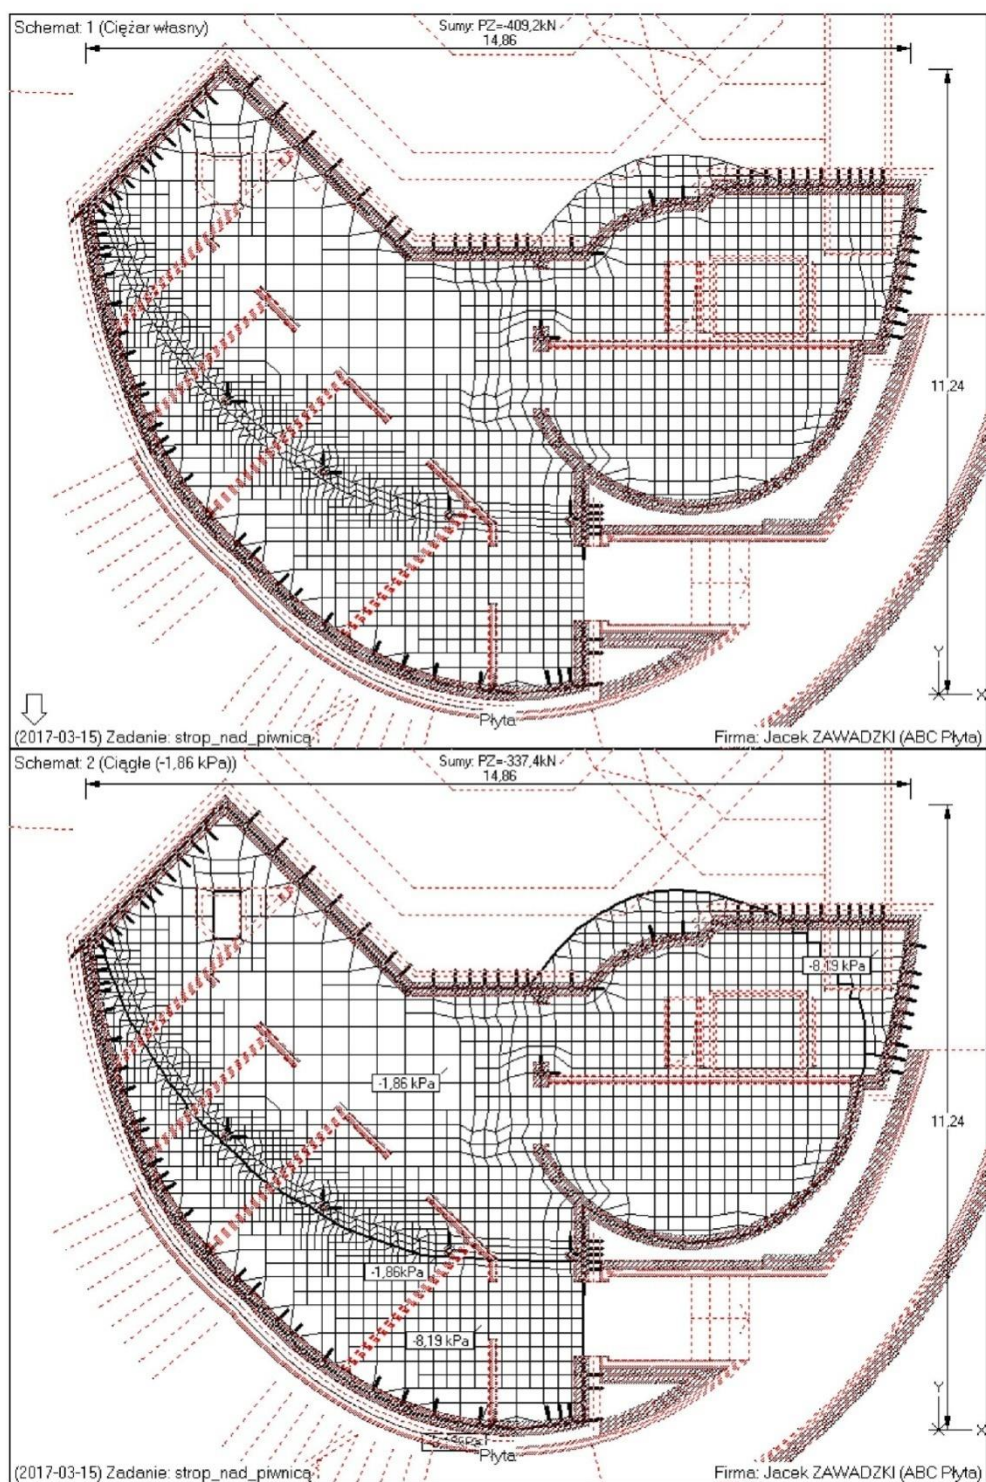 Schemat: 1 (Ciężar własny)
Sumy: PZ=-409,2kN
14,86
11,24
Y
X
Płyta
(2017-03-15) Zadanie: strop_nad_piwnicą
Firma: Jacek ZAWADZKI (ABC Płyta)
Schemat: 2 (Ciągłe (-1,86 kPa))
Sumy: PZ=-337,4kN
14,86
-8,19 kPa
-1,86 kPa
11,24
-1,86kPa
-8,19 kPa
Y
X
Płyta
(2017-03-15) Zadanie: strop_nad_piwnicą
Firma: Jacek ZAWADZKI (ABC Płyta)